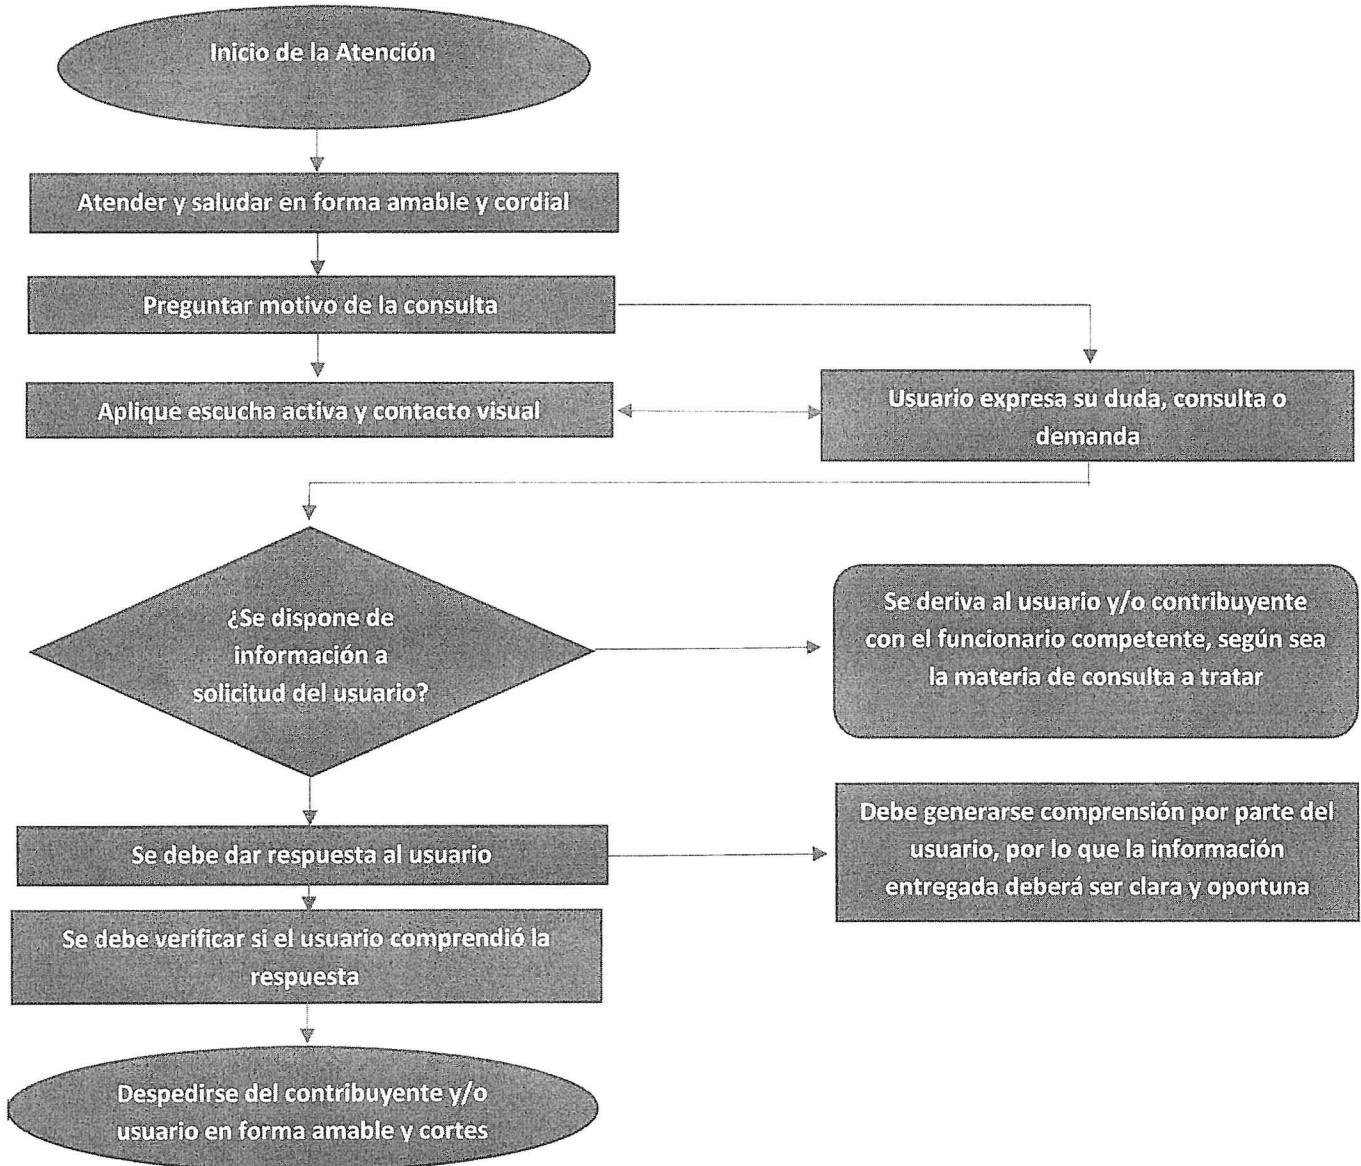 Inicio de la Atención
Atender y saludar en forma amable y cordial
Preguntar motivo de la consulta
Aplique escucha activa y contacto visual
Usuario expresa su duda, consulta o
demanda
¿Se dispone de
información a
solicitud del usuario?
Se deriva al usuario y/o contribuyente
con el funcionario competente, según sea
la materia de consulta a tratar
Se debe dar respuesta al usuario
Debe generarse comprensión por parte del
usuario, por lo que la información
entregada deberá ser clara y oportuna
Se debe verificar si el usuario comprendió la
respuesta
Despedirse del contribuyente y/o
usuario en forma amable y cortes